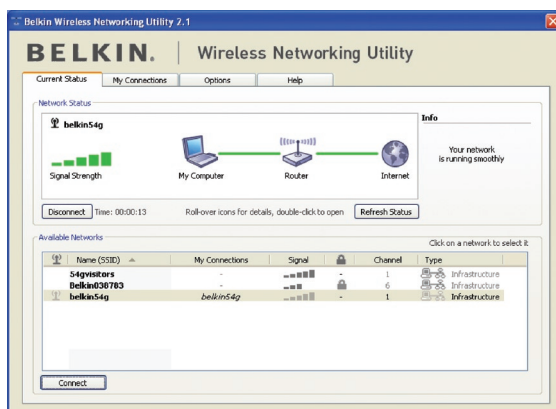 Belkin Wireless Networking Utility 2.1
BELKIN. Wireless Networking Utility
Current Status My Connections Options Help
Network Status
belkin54g
Signal Strength My Computer Router Internet
Info
Your network
is running smoothly
Disconnect Time: 00:00:13 Roll-over icons for details, double-click to open Refresh Status
Available Networks
Click on a network to select it
Name (SSID) My Connections Signal Channel Type
54gvisitors - - 1 Infrastructure
Belkin038783 - 6 Infrastructure
belkin54g belkin54g - 1 Infrastructure
Connect